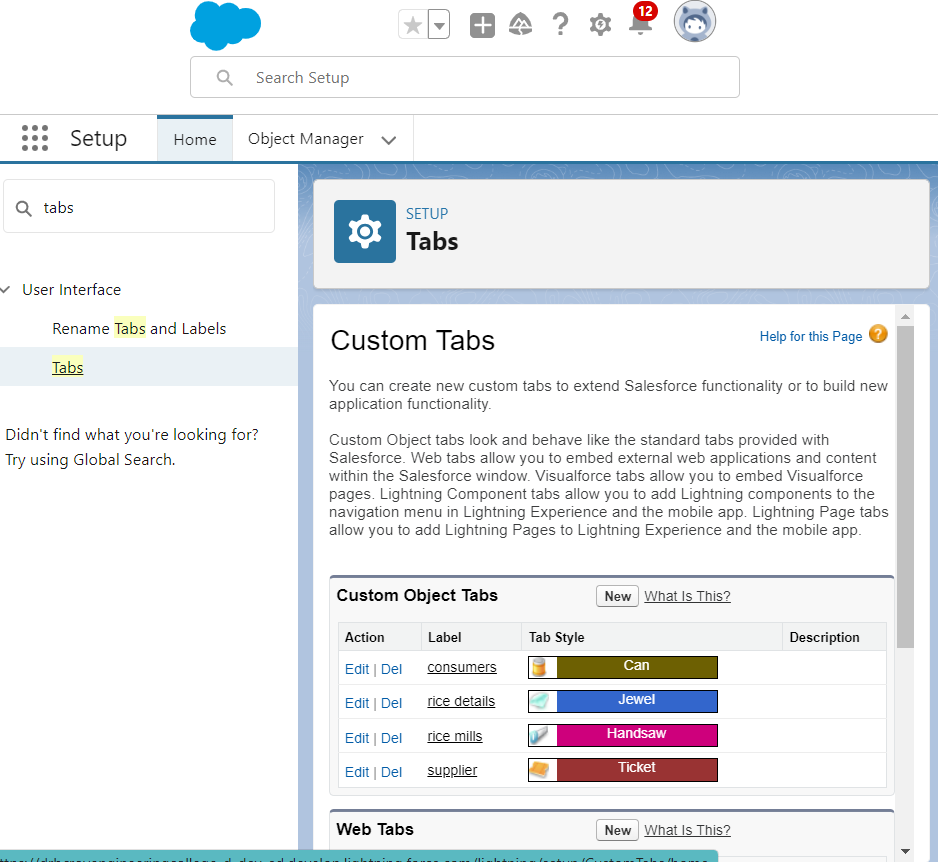 12
Search Setup
Setup
Home
Object Manager
tabs
User Interface
Rename Tabs and Labels
Tabs
Didn't find what you're looking for?
Try using Global Search.
SETUP
Tabs
Custom Tabs
Help for this Page ?
You can create new custom tabs to extend Salesforce functionality or to build new
application functionality.
Custom Object tabs look and behave like the standard tabs provided with
Salesforce. Web tabs allow you to embed external web applications and content
within the Salesforce window. Visualforce tabs allow you to embed Visualforce
pages. Lightning Component tabs allow you to add Lightning components to the
navigation menu in Lightning Experience and the mobile app. Lightning Page tabs
allow you to add Lightning Pages to Lightning Experience and the mobile app.
Custom Object Tabs New What Is This?
Action Label Tab Style Description
Edit | Del consumers Can
Edit | Del rice details Jewel
Edit | Del rice mills Handsaw
Edit | Del supplier Ticket
Web Tabs New What Is This?